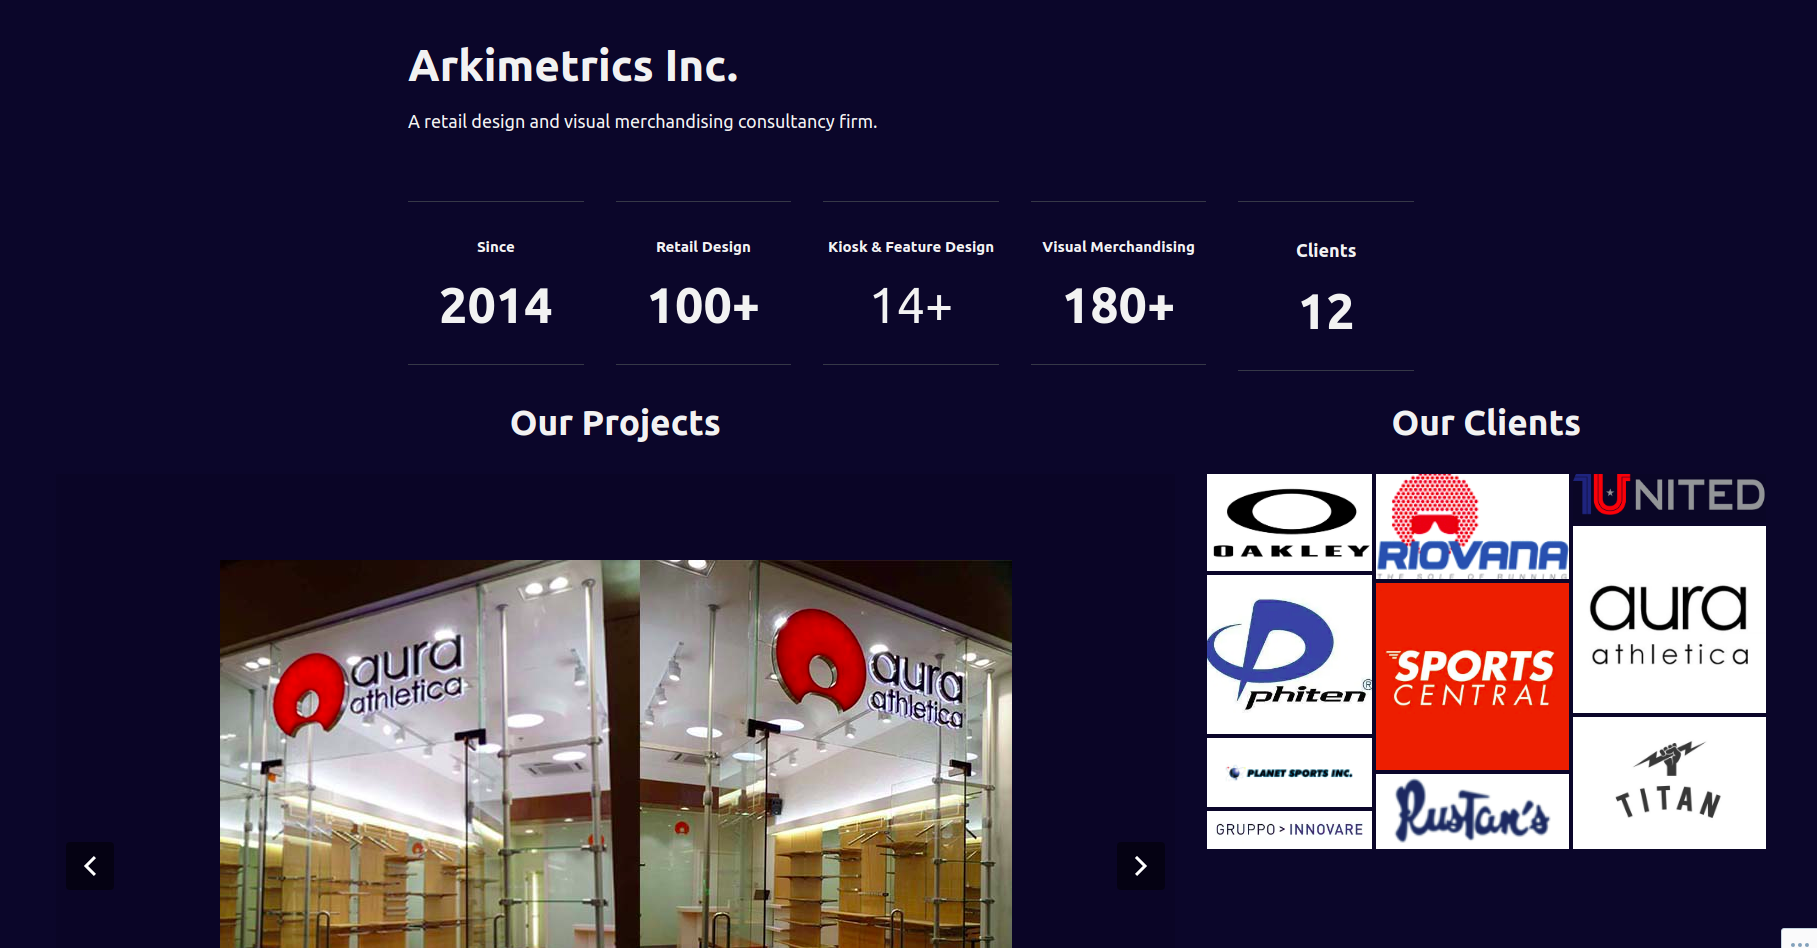 Arkimetrics Inc.
A retail design and visual merchandising consultancy firm.
Since
2014
Retail Design
100+
Kiosk & Feature Design
14+
Visual Merchandising
180+
Clients
12
Our Projects
aura
athletica
aura
athletica
Our Clients
OAKLEY
phiten®
PLANET SPORTS INC.
GRUPPO > INNOVARE
RIOVANA
THE SOLE OF RUNNING
SPORTS
CENTRAL
Rustan's
1UNITED
aura
athletica
TITAN